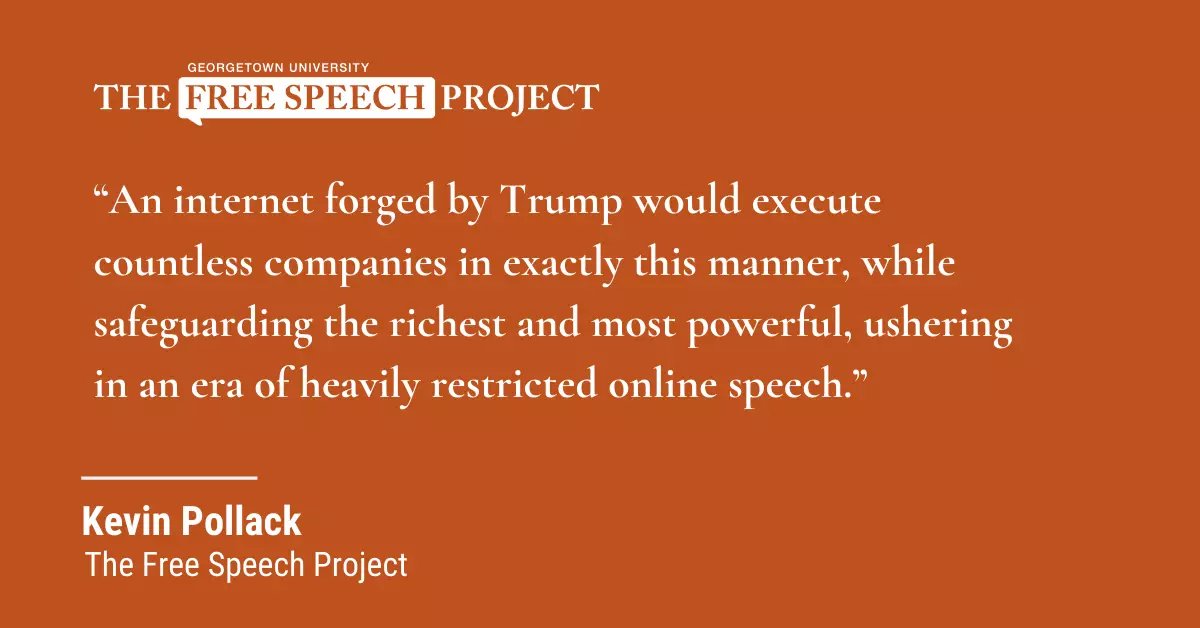 GEORGETOWN UNIVERSITY
THE FREE SPEECH PROJECT
“An internet forged by Trump would execute
countless companies in exactly this manner, while
safeguarding the richest and most powerful, ushering
in an era of heavily restricted online speech.”
Kevin Pollack
The Free Speech Project